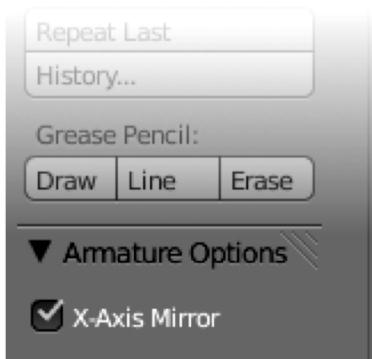 Repeat Last
History...
Grease Pencil:
Draw Line Erase
Armature Options
X-Axis Mirror